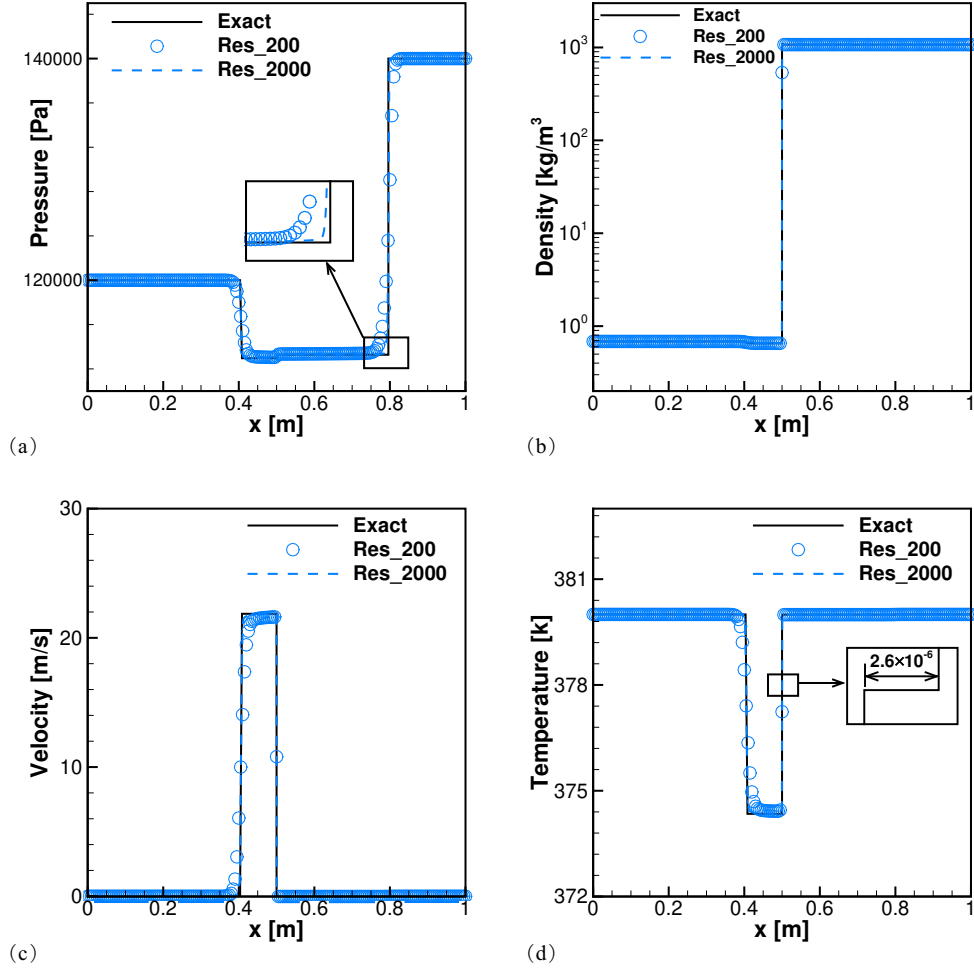 Exact
Res_200
Res_2000
140000
120000
Pressure [Pa]
0
0.2
0.4
0.6
0.8
1
x [m]
(a)
Exact
Res_200
Res_2000
10³
10²
10¹
10⁰
Density [kg/m³]
0
0.2
0.4
0.6
0.8
1
x [m]
(b)
Exact
Res_200
Res_2000
30
20
10
0
Velocity [m/s]
0
0.2
0.4
0.6
0.8
1
x [m]
(c)
Exact
Res_200
Res_2000
381
378
375
372
Temperature [k]
2.6×10⁻⁶
0
0.2
0.4
0.6
0.8
1
x [m]
(d)